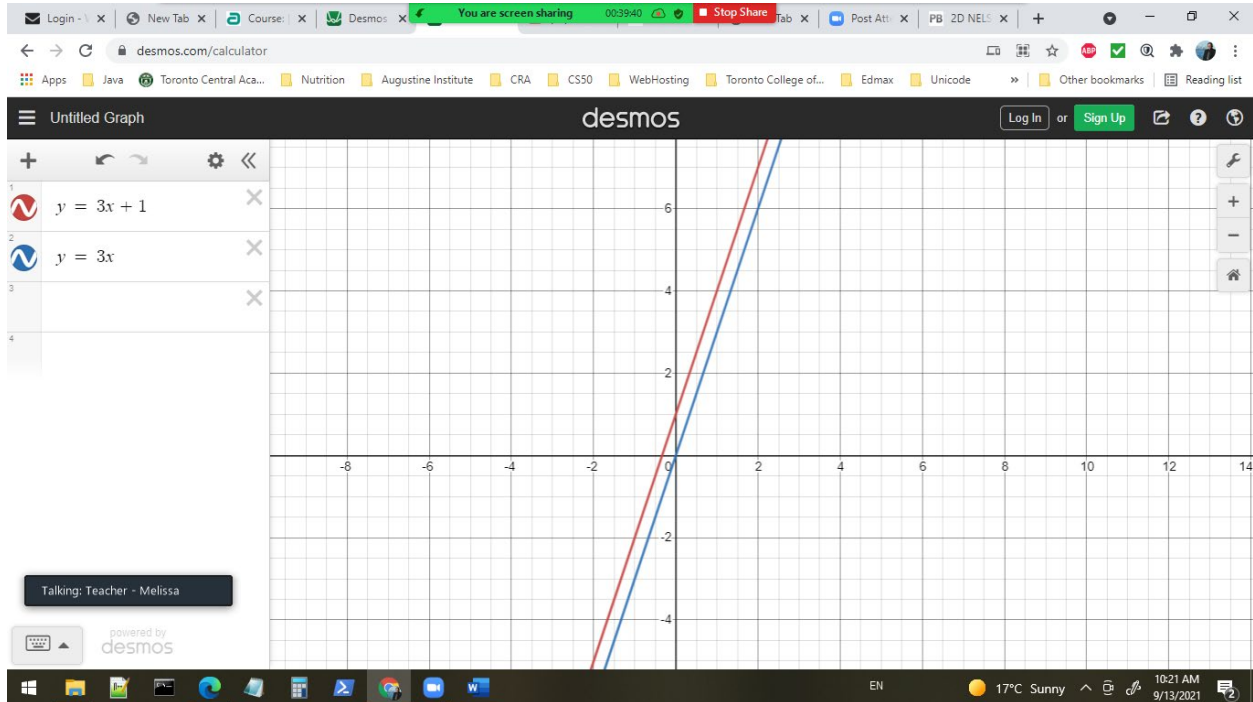 Login - \ New Tab Course: | Desmos You are screen sharing 00:39:40 Stop Share Tab Post Att 2D NELS
desmos.com/calculator
Apps Java Toronto Central Aca... Nutrition Augustine Institute CRA CS50 WebHosting Toronto College of... Edmax Unicode » Other bookmarks Reading list
Untitled Graph desmos Log In or Sign Up
1
y = 3x + 1
2
y = 3x
3
4
6
4
2
-8 -6 -4 -2 0 2 4 6 8 10 12 14
-2
-4
Talking: Teacher - Melissa
powered by
desmos
EN 17°C Sunny 10:21 AM
9/13/2021
2